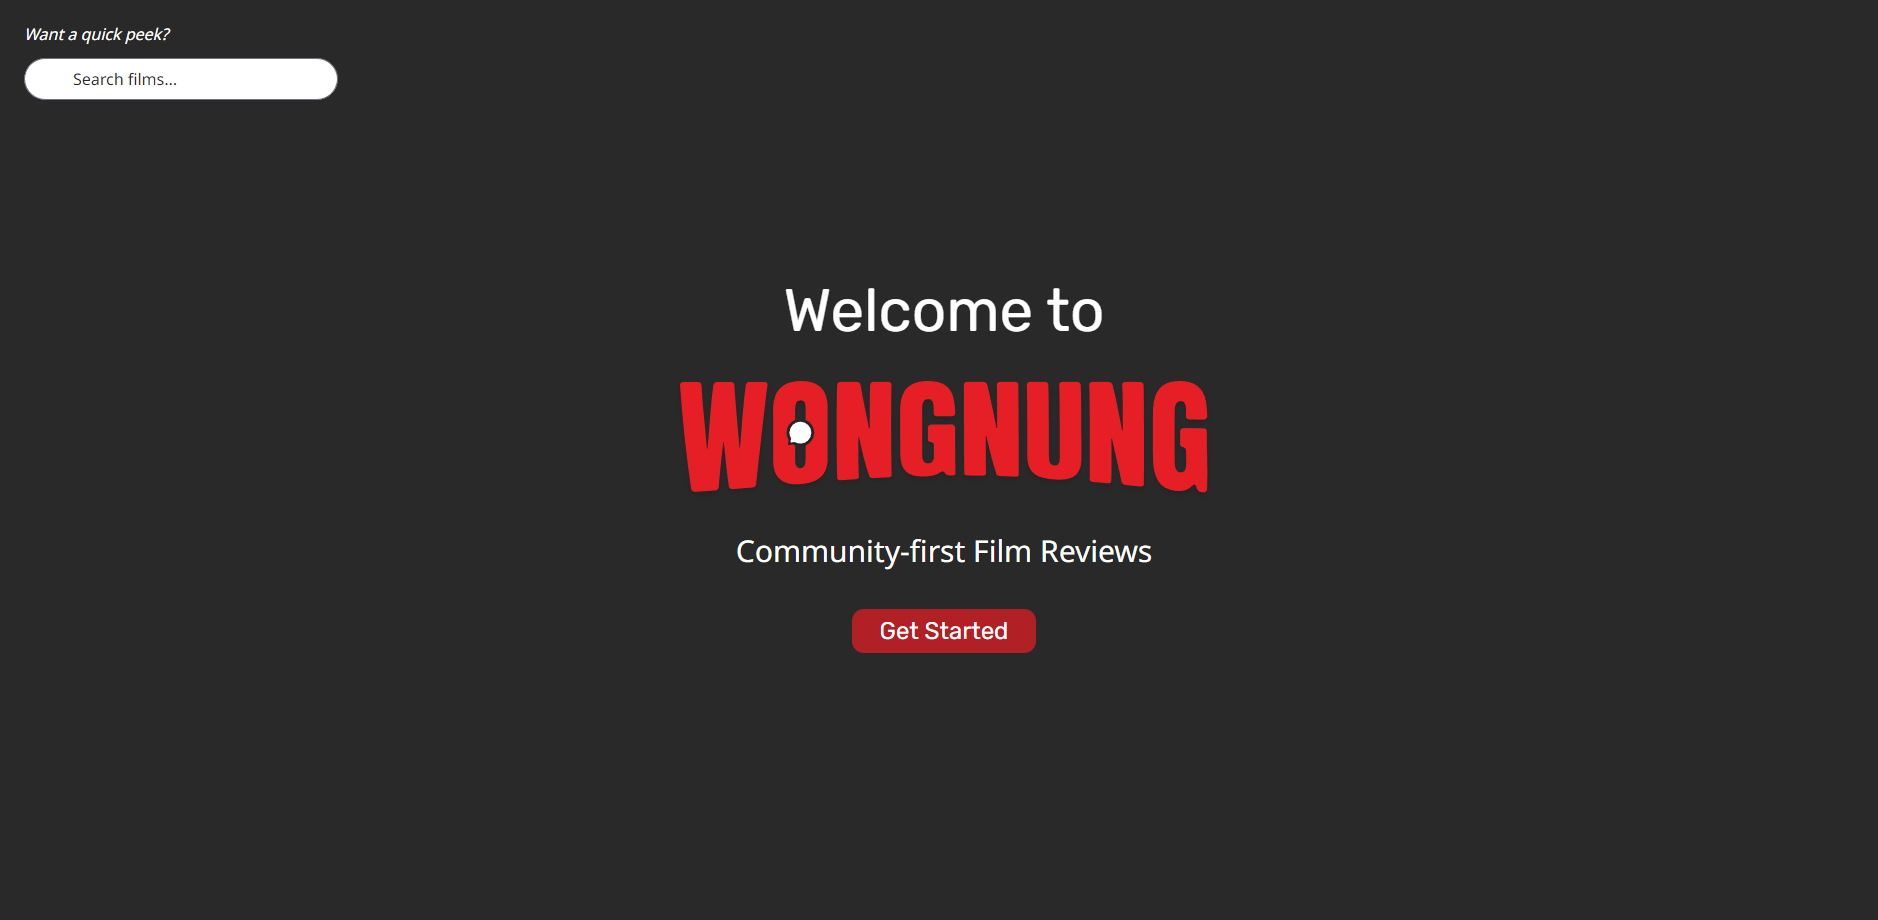 Want a quick peek?
Search films...
Welcome to
WONGNUNG
Community-first Film Reviews
Get Started